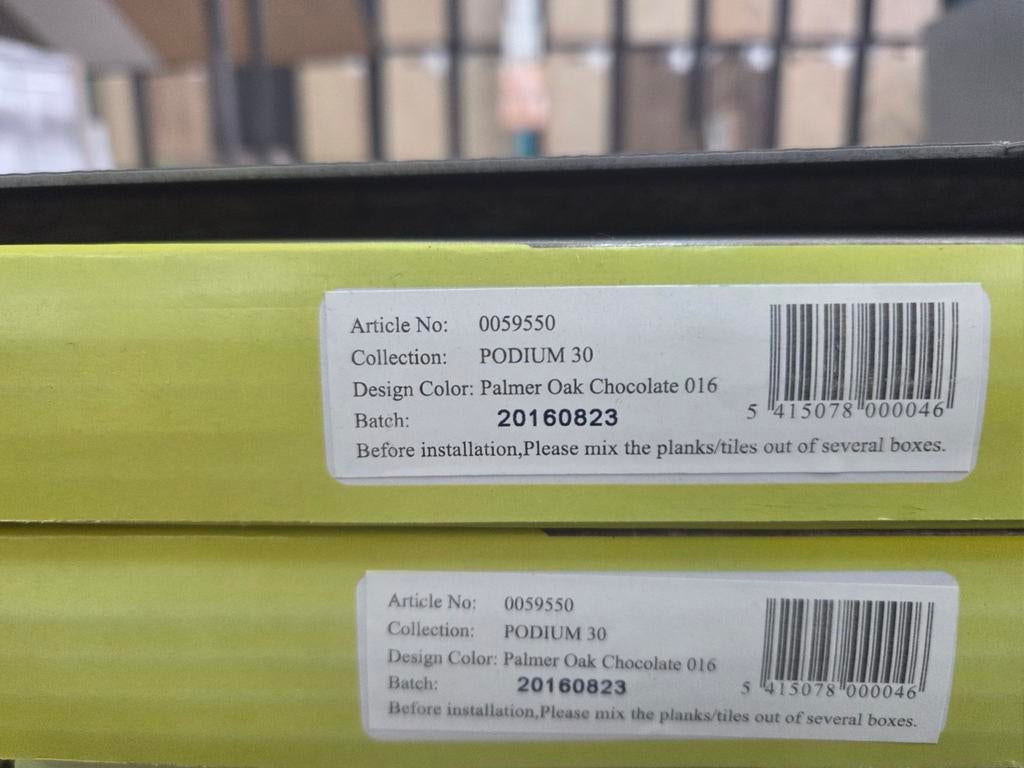 Article No: 0059550
Collection: PODIUM 30
Design Color: Palmer Oak Chocolate 016
Batch: 20160823
Before installation,Please mix the planks/tiles out of several boxes.
5 415078 000046
Article No: 0059550
Collection: PODIUM 30
Design Color: Palmer Oak Chocolate 016
Batch: 20160823
Before installation,Please mix the planks/tiles out of several boxes.
5 415078 000046